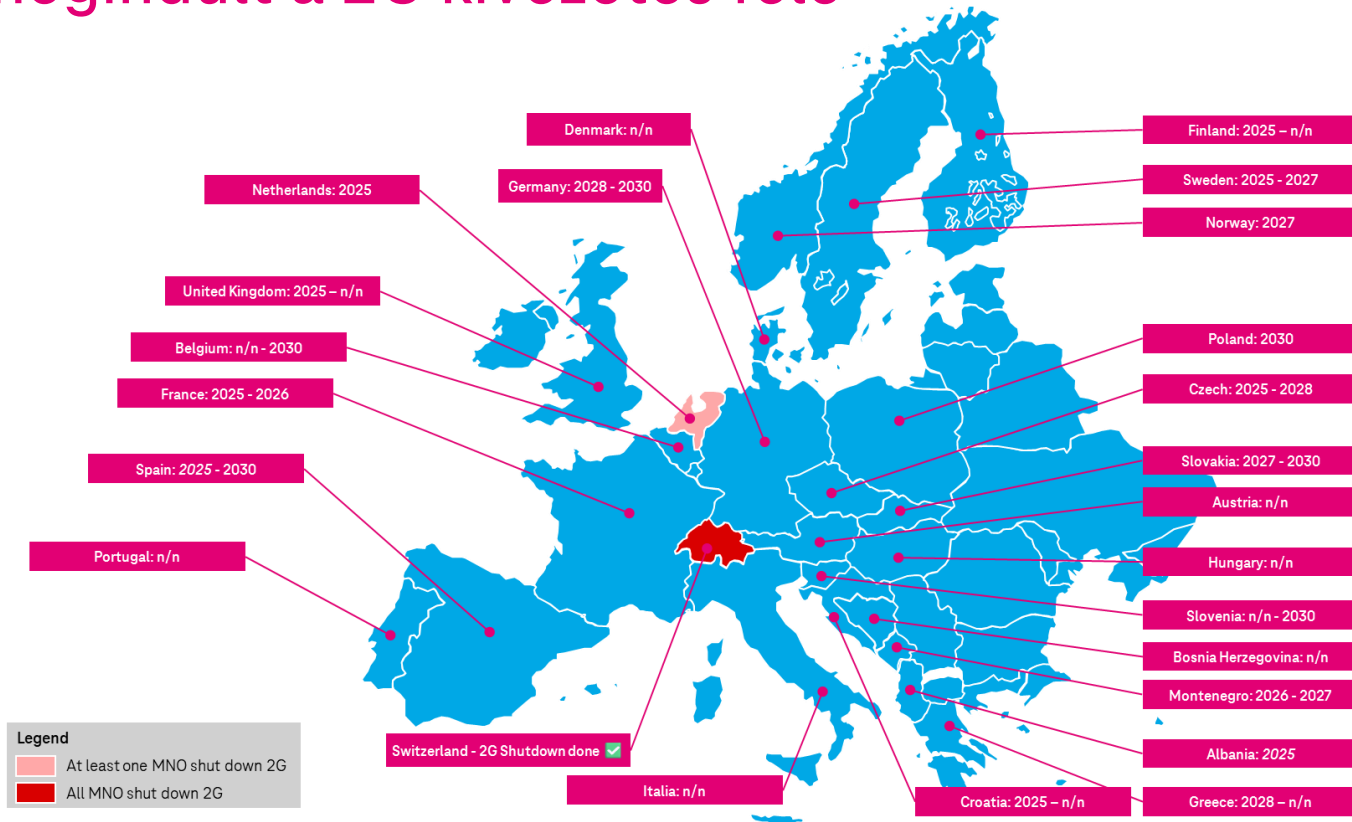 megindult a 2G kivezetés
Denmark: n/n
Finland: 2025 – n/n
Netherlands: 2025
Germany: 2028 - 2030
Sweden: 2025 - 2027
Norway: 2027
United Kingdom: 2025 – n/n
Belgium: n/n - 2030
Poland: 2030
France: 2025 - 2026
Czech: 2025 - 2028
Spain: 2025 - 2030
Slovakia: 2027 - 2030
Austria: n/n
Portugal: n/n
Hungary: n/n
Slovenia: n/n - 2030
Bosnia Herzegovina: n/n
Montenegro: 2026 - 2027
Switzerland - 2G Shutdown done ✅
Albania: 2025
Italia: n/n
Croatia: 2025 – n/n
Greece: 2028 – n/n
Legend
At least one MNO shut down 2G
All MNO shut down 2G